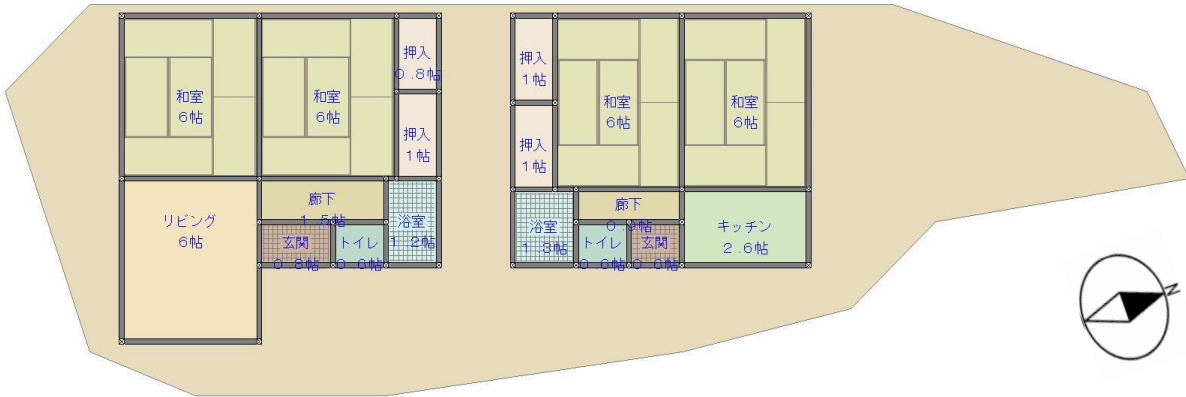 和室
6帖
和室
6帖
押入
0.8帖
押入
1帖
リビング
6帖
廊下
1.5帖
玄関
0.8帖
トイレ
0.6帖
浴室
1.2帖
押入
1帖
押入
1帖
和室
6帖
和室
6帖
浴室
1.3帖
廊下
0.9帖
トイレ
0.6帖
玄関
0.6帖
キッチン
2.6帖
N